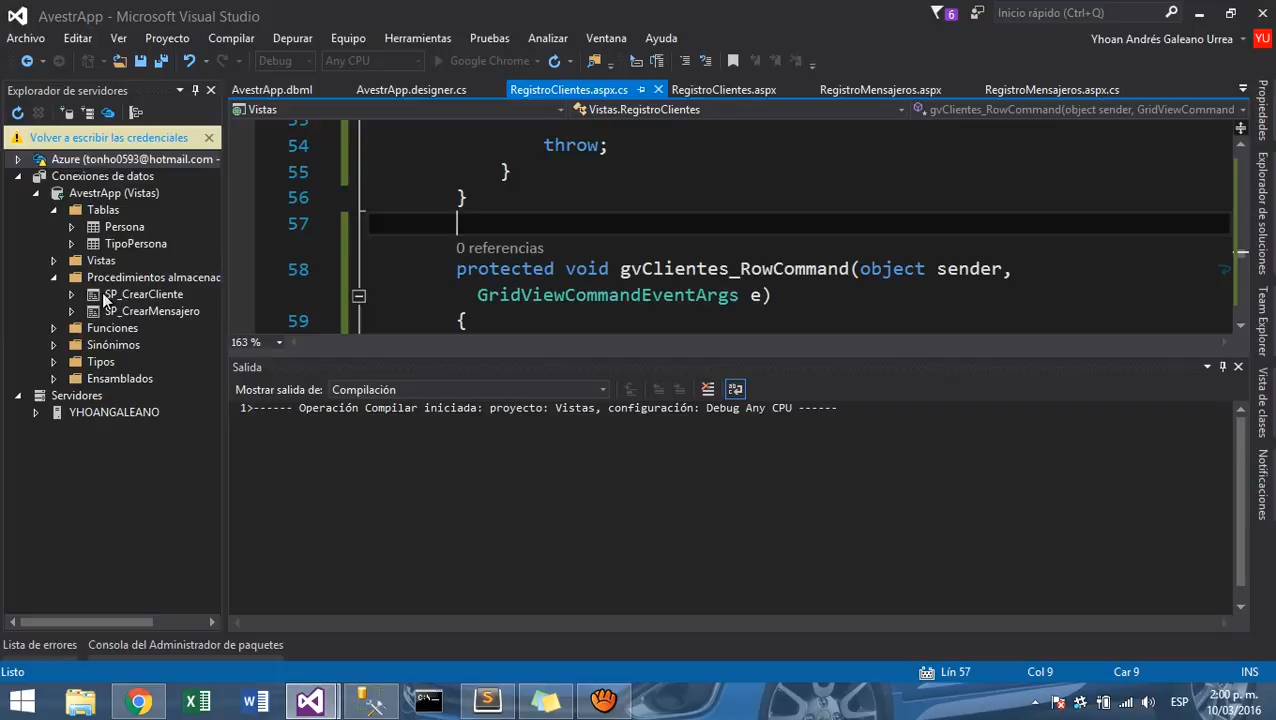 AvestrApp - Microsoft Visual Studio
6
Inicio rápido (Ctrl+Q)
Archivo Editar Ver Proyecto Compilar Depurar Equipo Herramientas Pruebas Analizar Ventana Ayuda
Yhoan Andrés Galeano Urrea
YU
Debug Any CPU Google Chrome
Explorador de servidores
AvestrApp.dbml AvestrApp.designer.cs RegistroClientes.aspx.cs RegistroClientes.aspx RegistroMensajeros.aspx RegistroMensajeros.aspx.cs
Vistas Vistas.RegistroClientes gvClientes_RowCommand(object sender, GridViewCommand
Volver a escribir las credenciales
Azure (tonho0593@hotmail.com -
Conexiones de datos
AvestrApp (Vistas)
Tablas
Persona
TipoPersona
Vistas
Procedimientos almacenac
SP_CrearCliente
SP_CrearMensajero
Funciones
Sinónimos
Tipos
Ensamblados
Servidores
YHOANGALEANO
53
54 throw;
55 }
56 }
57
0 referencias
58 protected void gvClientes_RowCommand(object sender,
GridViewCommandEventArgs e)
59 {
163 %
Salida
Mostrar salida de: Compilación
1>------ Operación Compilar iniciada: proyecto: Vistas, configuración: Debug Any CPU ------
Propiedades
Explorador de soluciones
Team Explorer
Vista de clases
Notificaciones
Lista de errores Consola del Administrador de paquetes
Listo Lín 57 Col 9 Car 9 INS
ESP
2:00 p. m.
10/03/2016